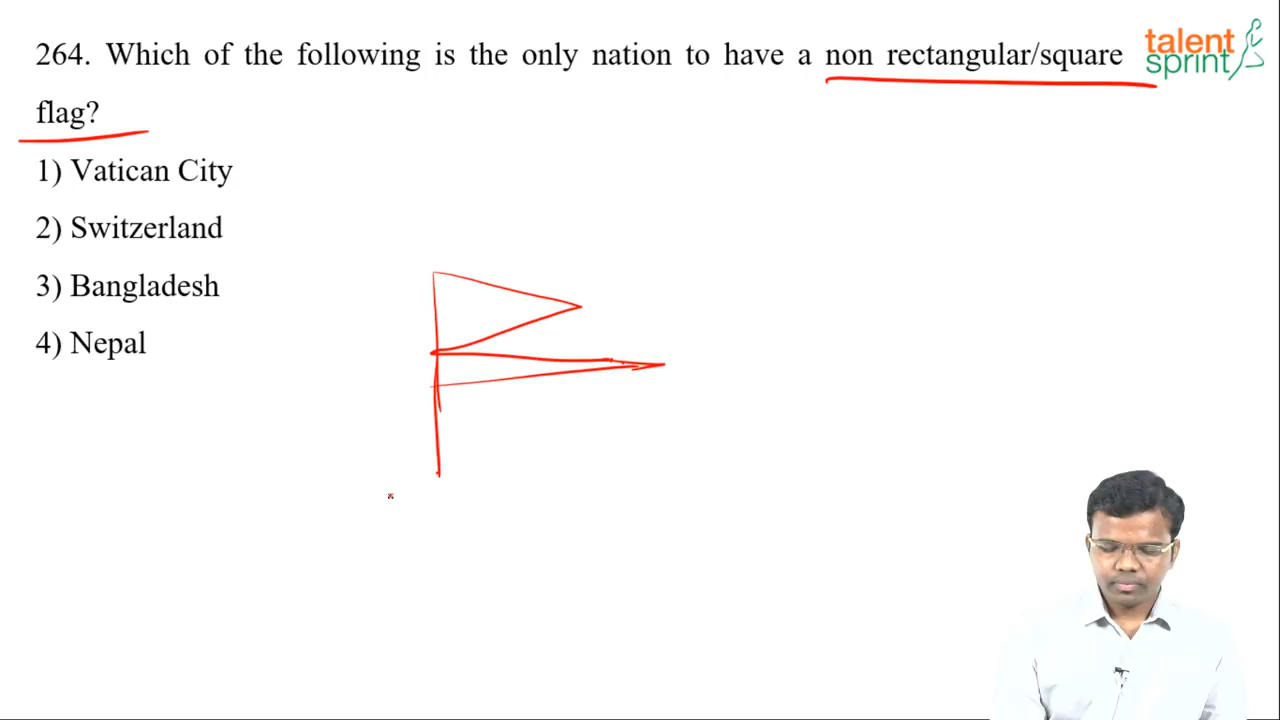 264. Which of the following is the only nation to have a non rectangular/square
flag?
talent
sprint
1) Vatican City
2) Switzerland
3) Bangladesh
4) Nepal